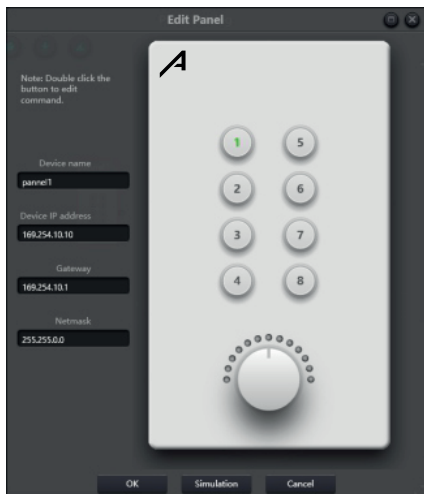 Edit Panel
Note: Double click the
button to edit
command.
Device name
pannel1
Device IP address
169.254.10.10
Gateway
169.254.10.1
Netmask
255.255.0.0
1 5
2 6
3 7
4 8
OK Simulation Cancel